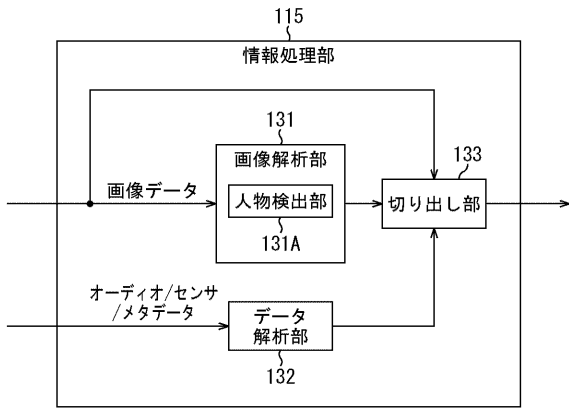 115
情報処理部
131
画像解析部
133
画像データ
人物検出部
切り出し部
131A
オーディオ/センサ
/メタデータ
データ
解析部
132